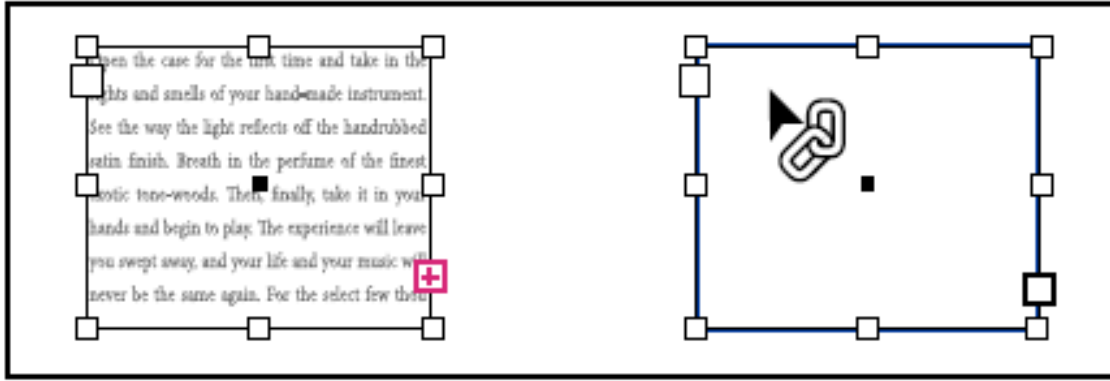 Open the case for the first time and take in the
sights and smells of your hand-made instrument.
See the way the light reflects off the handrubbed
satin finish. Breath in the perfume of the finest
exotic tone-woods. Then, finally, take it in your
hands and begin to play. The experience will leave
you swept away, and your life and your music will
never be the same again. For the select few